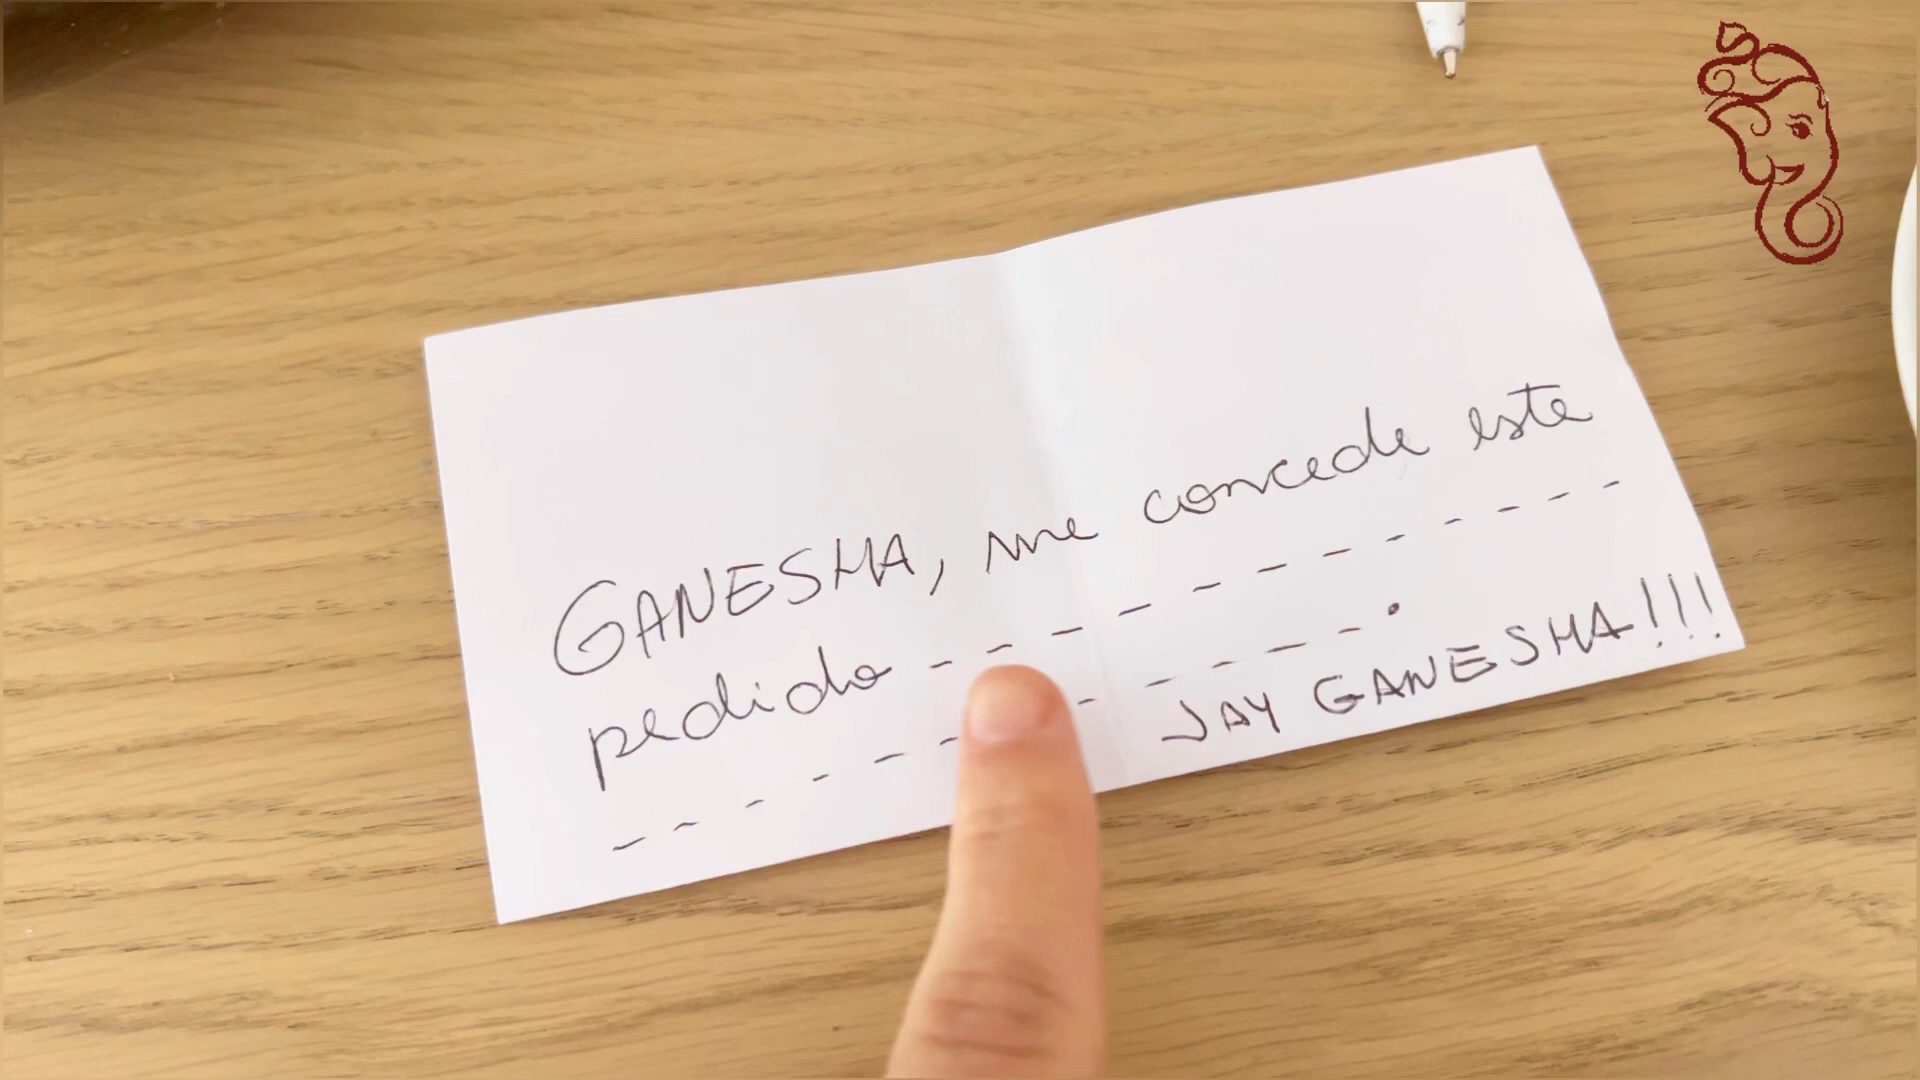 GANESHA, me concede este
pedido - - - - - - - - - - - -
- - - - - - - - - - - - .
JAY GANESHA!!!